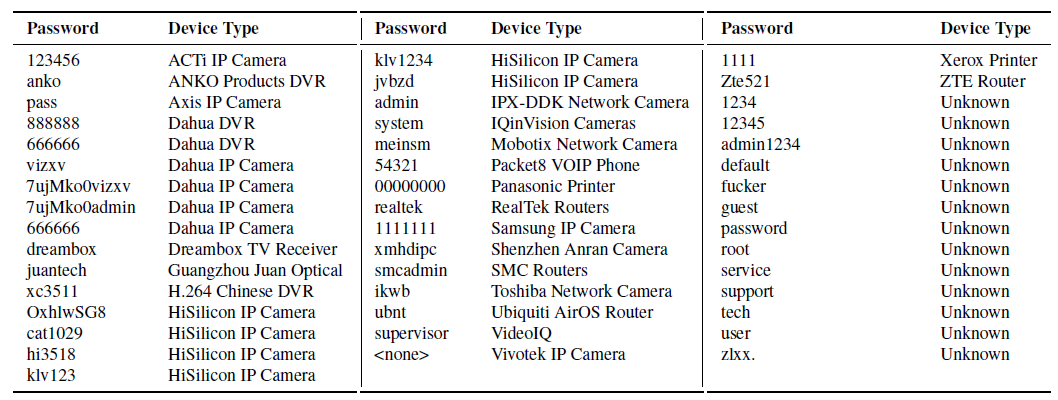 Password Device Type Password Device Type Password Device Type
123456 ACTi IP Camera klv1234 HiSilicon IP Camera 1111 Xerox Printer
anko ANKO Products DVR jvbzd HiSilicon IP Camera Zte521 ZTE Router
pass Axis IP Camera admin IPX-DDK Network Camera 1234 Unknown
888888 Dahua DVR system IQinVision Cameras 12345 Unknown
666666 Dahua DVR meinsm Mobotix Network Camera admin1234 Unknown
vizxv Dahua IP Camera 54321 Packet8 VOIP Phone default Unknown
7ujMko0vizxv Dahua IP Camera 00000000 Panasonic Printer fucker Unknown
7ujMko0admin Dahua IP Camera realtek RealTek Routers guest Unknown
666666 Dahua IP Camera 1111111 Samsung IP Camera password Unknown
dreambox Dreambox TV Receiver xmhdipc Shenzhen Anran Camera root Unknown
juantech Guangzhou Juan Optical smcadmin SMC Routers service Unknown
xc3511 H.264 Chinese DVR ikwb Toshiba Network Camera support Unknown
OxhlwSG8 HiSilicon IP Camera ubnt Ubiquiti AirOS Router tech Unknown
cat1029 HiSilicon IP Camera supervisor VideoIQ user Unknown
hi3518 HiSilicon IP Camera <none> Vivotek IP Camera zlxx. Unknown
klv123 HiSilicon IP Camera